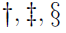 †, ‡, §